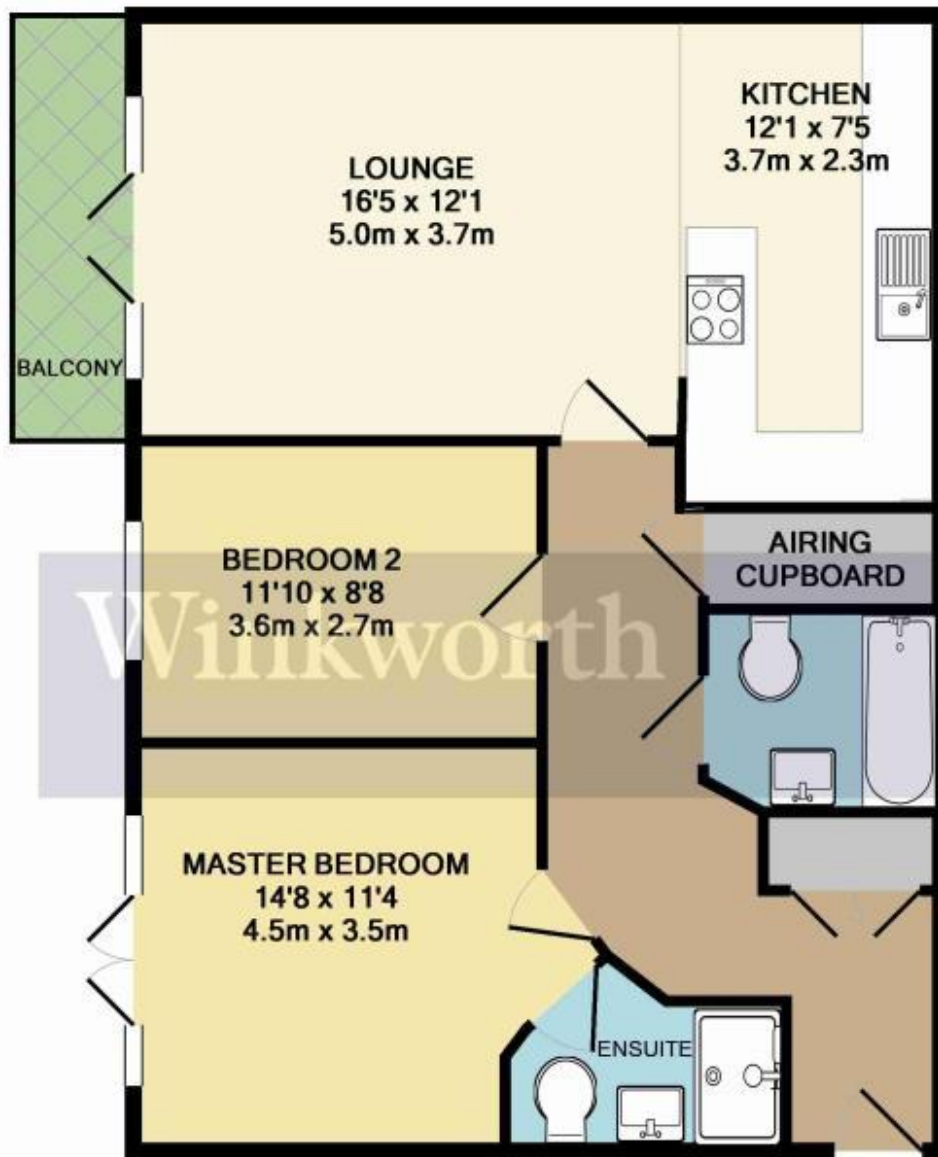 KITCHEN
12'1 x 7'5
3.7m x 2.3m
LOUNGE
16'5 x 12'1
5.0m x 3.7m
BALCONY
AIRING
CUPBOARD
BEDROOM 2
11'10 x 8'8
3.6m x 2.7m
Winkworth
MASTER BEDROOM
14'8 x 11'4
4.5m x 3.5m
ENSUITE